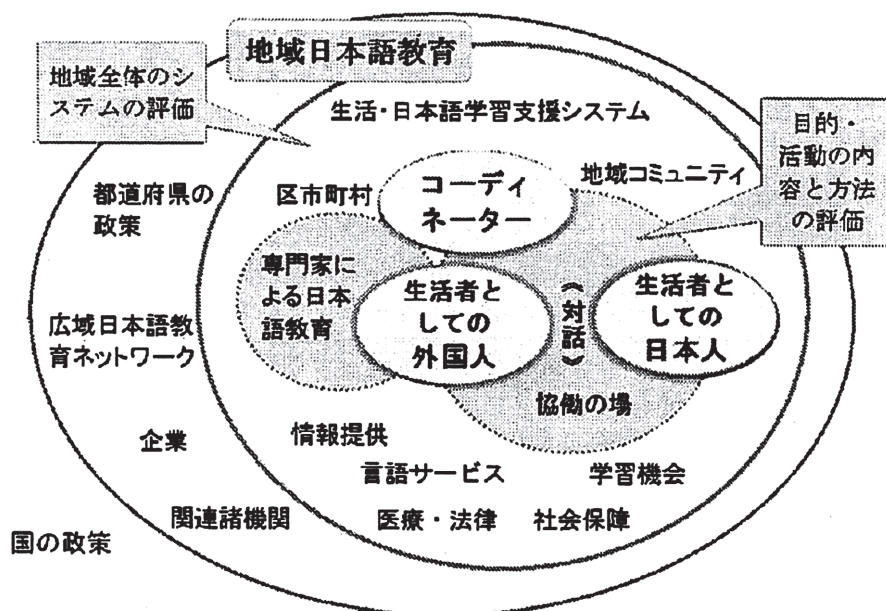 地域日本語教育
地域全体のシ
ステムの評価
生活・日本語学習支援システム
目的・
活動の内
容と方法
の評価
都道府県の
政策
区市町村
コーディ
ネーター
地域コミュニティ
専門家に
よる日本
語教育
生活者と
しての
外国人
《対話》
生活者と
しての
日本人
広域日本語教
育ネットワーク
協働の場
企業
情報提供
言語サービス
学習機会
関連諸機関
医療・法律
社会保障
国の政策